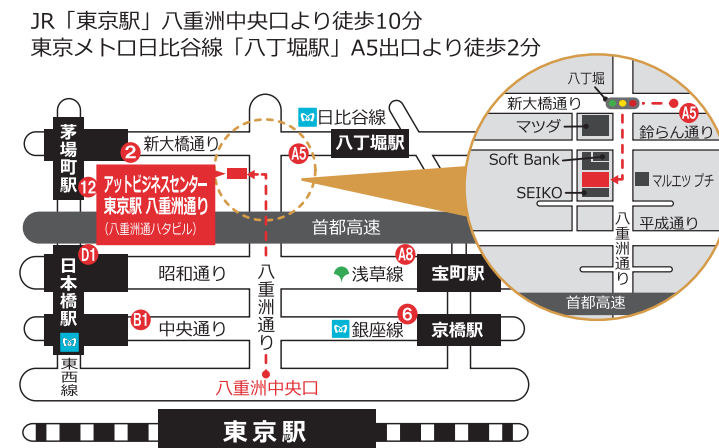 JR「東京駅」八重洲中央口より徒歩10分
東京メトロ日比谷線「八丁堀駅」A5出口より徒歩2分
八丁堀
新大橋通り
A5
マツダ
鈴らん通り
Soft Bank
マルエツ プチ
SEIKO
八重洲通り
平成通り
首都高速
日比谷線
茅場町駅
2
新大橋通り
A5
八丁堀駅
12
アットビジネスセンター
東京駅 八重洲通り
(八重洲通ハタビル)
首都高速
D1
日本橋駅
昭和通り
八重洲通り
浅草線
A8
宝町駅
B1
中央通り
銀座線
6
京橋駅
東西線
八重洲中央口
東京駅